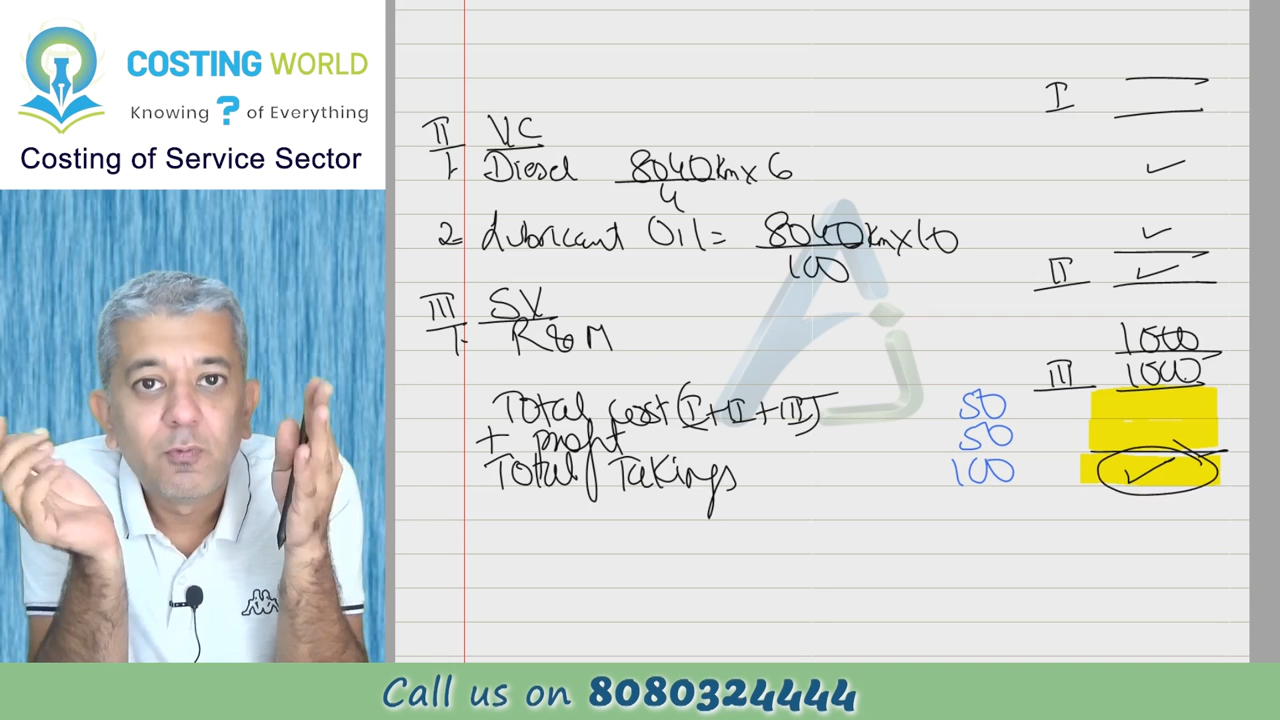 COSTING WORLD
Knowing ? of Everything
Costing of Service Sector
I
II VC
1. Diesel 8040km x 6
4
2. Lubricant Oil = 8040km x 10
100
II
III SV
1. R & M 1000
III 1000
Total cost (I + II + III) 50
+ profit 50
Total Takings 100
Kappa
Call us on 8080324444